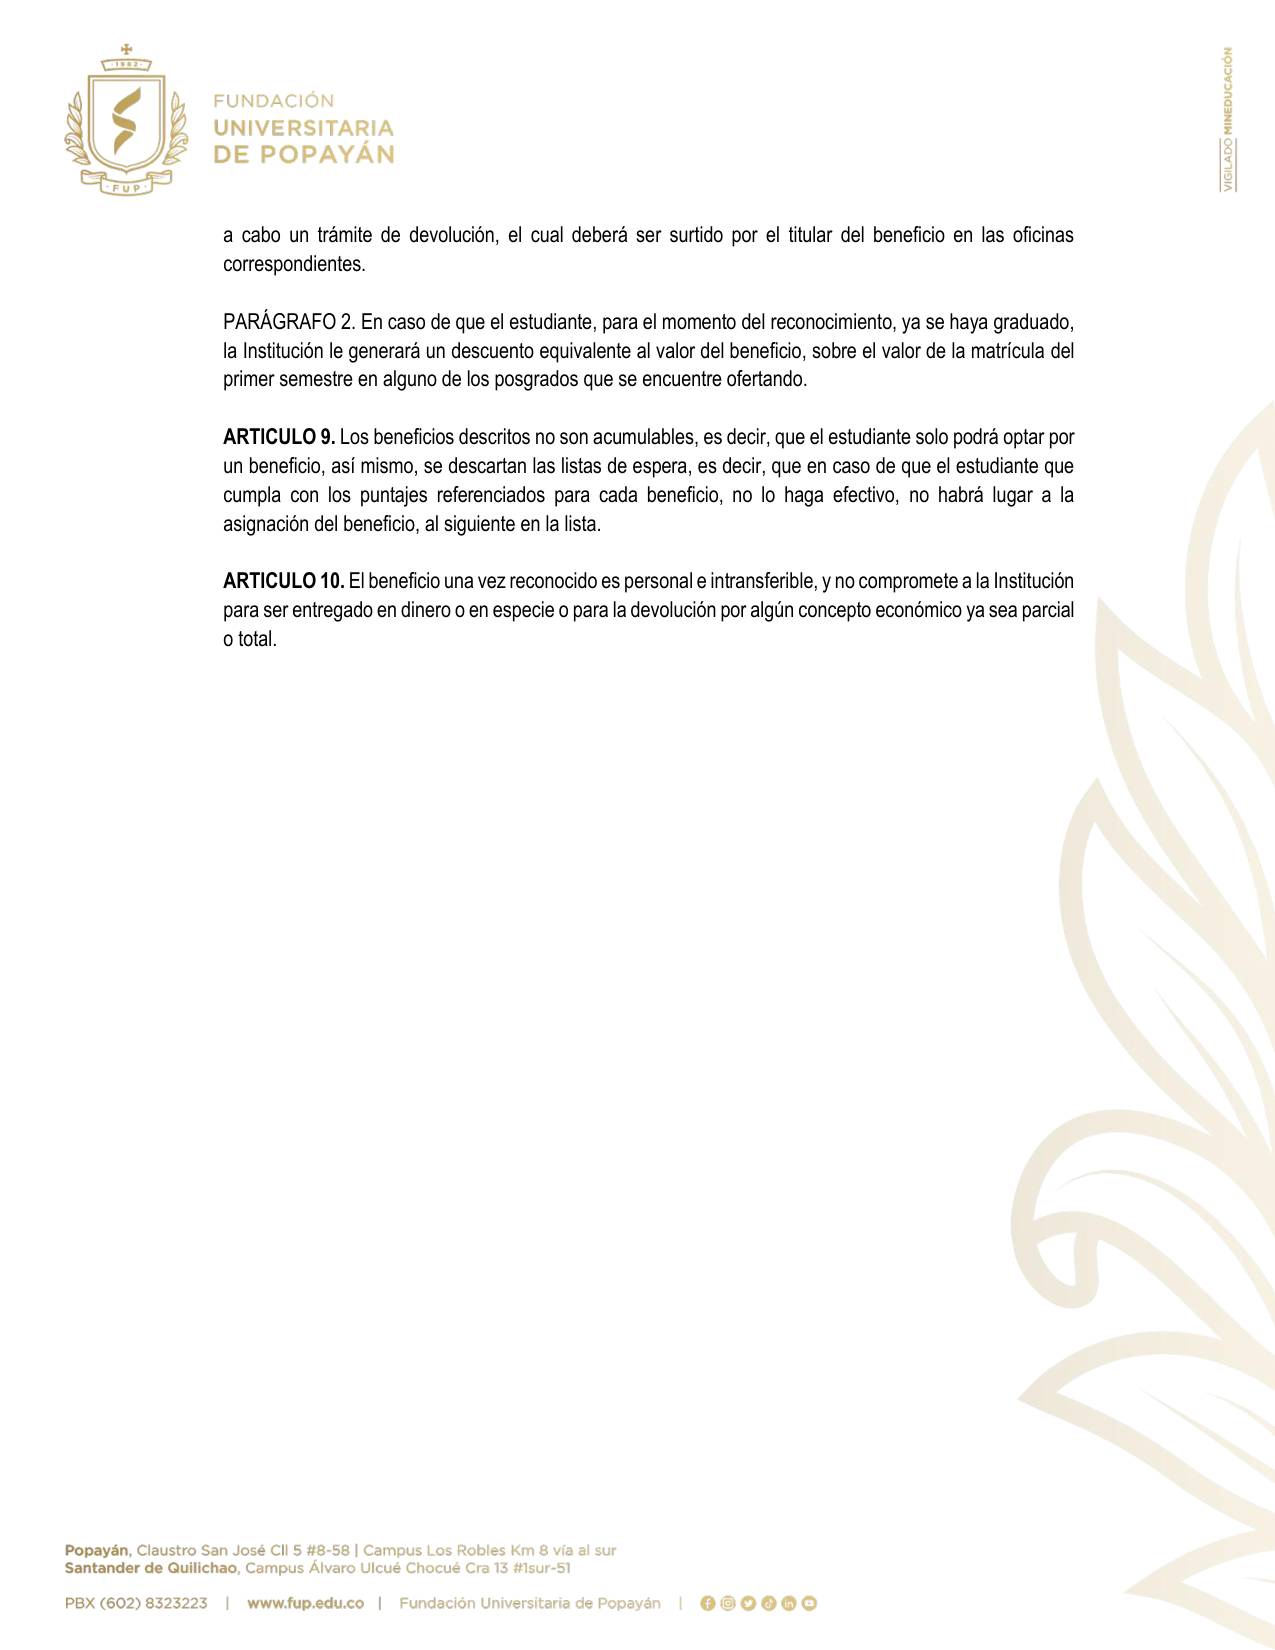 1982
FUP
FUNDACIÓN
UNIVERSITARIA
DE POPAYÁN
VIGILADO MINEDUCACIÓN
a cabo un trámite de devolución, el cual deberá ser surtido por el titular del beneficio en las oficinas
correspondientes.
PARÁGRAFO 2. En caso de que el estudiante, para el momento del reconocimiento, ya se haya graduado,
la Institución le generará un descuento equivalente al valor del beneficio, sobre el valor de la matrícula del
primer semestre en alguno de los posgrados que se encuentre ofertando.
ARTICULO 9. Los beneficios descritos no son acumulables, es decir, que el estudiante solo podrá optar por
un beneficio, así mismo, se descartan las listas de espera, es decir, que en caso de que el estudiante que
cumpla con los puntajes referenciados para cada beneficio, no lo haga efectivo, no habrá lugar a la
asignación del beneficio, al siguiente en la lista.
ARTICULO 10. El beneficio una vez reconocido es personal e intransferible, y no compromete a la Institución
para ser entregado en dinero o en especie o para la devolución por algún concepto económico ya sea parcial
o total.
Popayán, Claustro San José Cll 5 #8-58 | Campus Los Robles Km 8 vía al sur
Santander de Quilichao, Campus Álvaro Ulcué Chocué Cra 13 #1sur-51
PBX (602) 8323223 | www.fup.edu.co | Fundación Universitaria de Popayán |